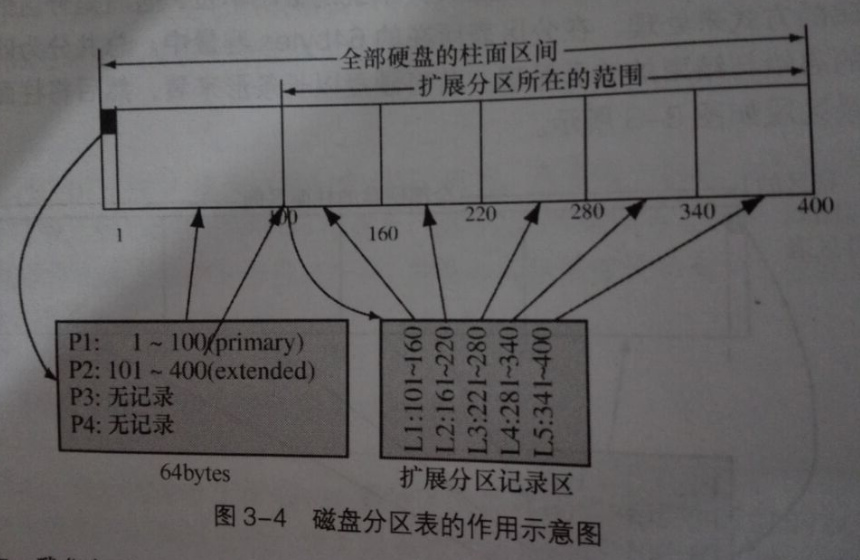 全部硬盘的柱面区间
扩展分区所在的范围
1
100
160
220
280
340
400
P1: 1~100(primary)
P2: 101~400(extended)
P3: 无记录
P4: 无记录
64bytes
L1:101~160
L2:161~220
L3:221~280
L4:281~340
L5:341~400
扩展分区记录区
图3-4 磁盘分区表的作用示意图